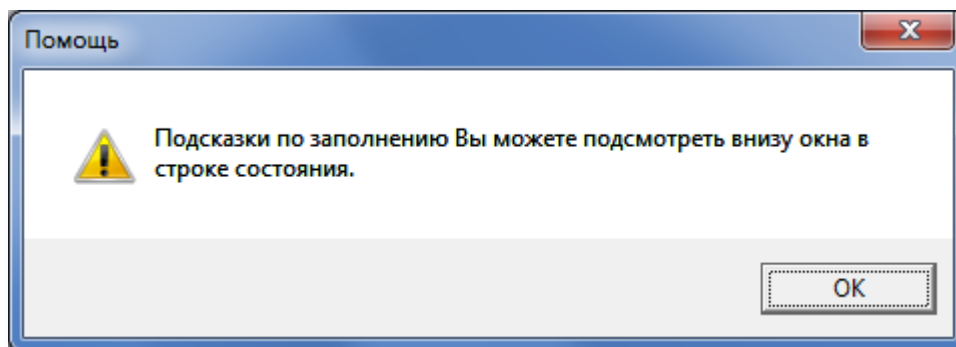 Помощь
Подсказки по заполнению Вы можете подсмотреть внизу окна в
строке состояния.
OK